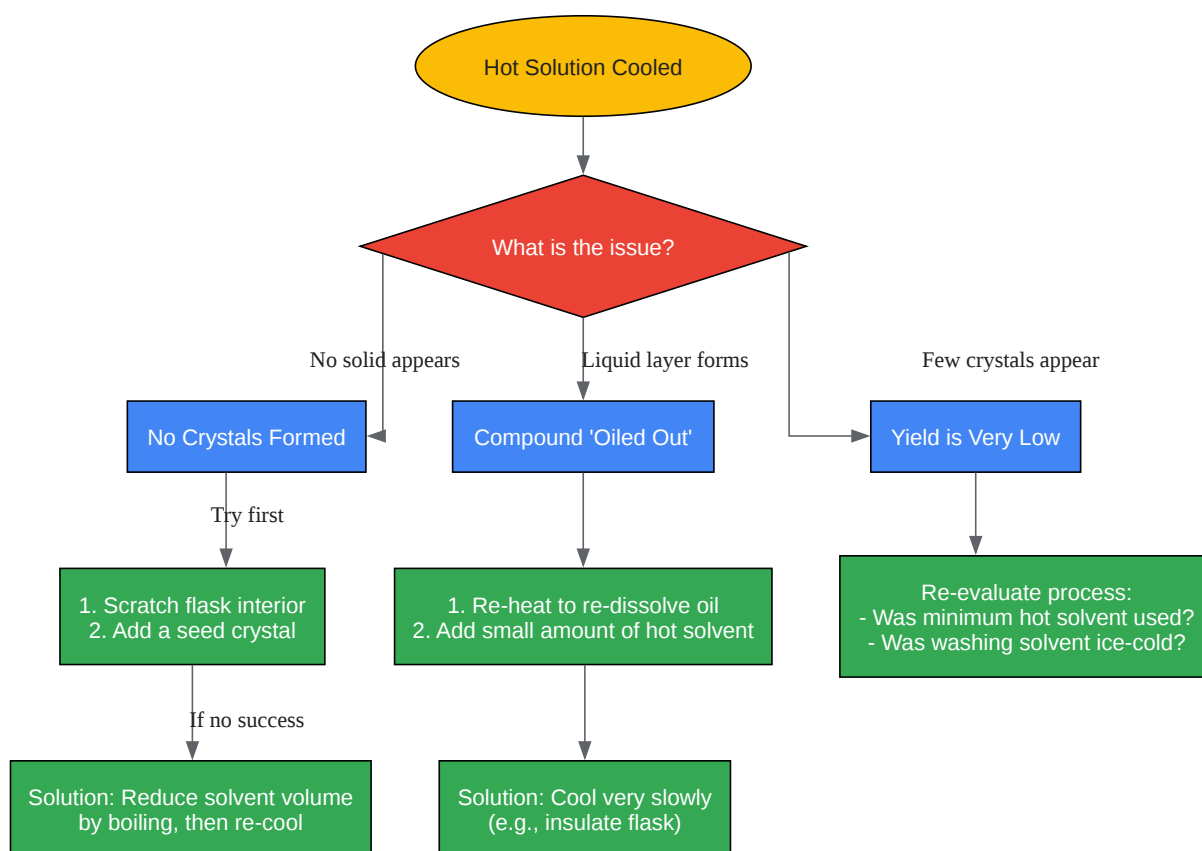 Hot Solution Cooled
What is the issue?
No solid appears
Liquid layer forms
Few crystals appear
No Crystals Formed
Compound 'Oiled Out'
Yield is Very Low
Try first
1. Scratch flask interior
2. Add a seed crystal
1. Re-heat to re-dissolve oil
2. Add small amount of hot solvent
Re-evaluate process:
- Was minimum hot solvent used?
- Was washing solvent ice-cold?
If no success
Solution: Reduce solvent volume
by boiling, then re-cool
Solution: Cool very slowly
(e.g., insulate flask)